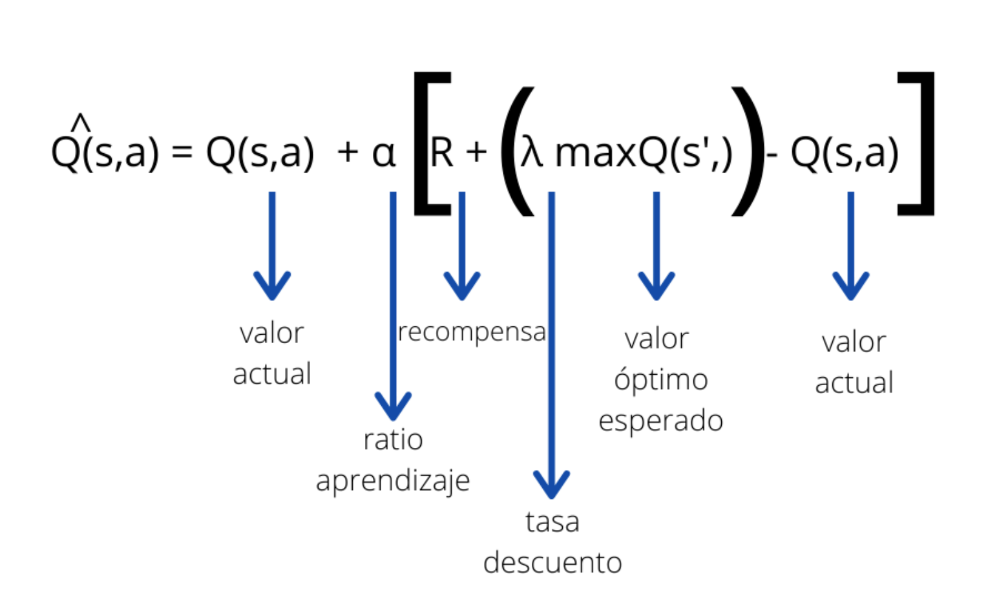 Q̂(s,a) = Q(s,a) + α [R + (λ maxQ(s',)) - Q(s,a)]
valor
actual
recompensa
valor
óptimo
esperado
valor
actual
ratio
aprendizaje
tasa
descuento